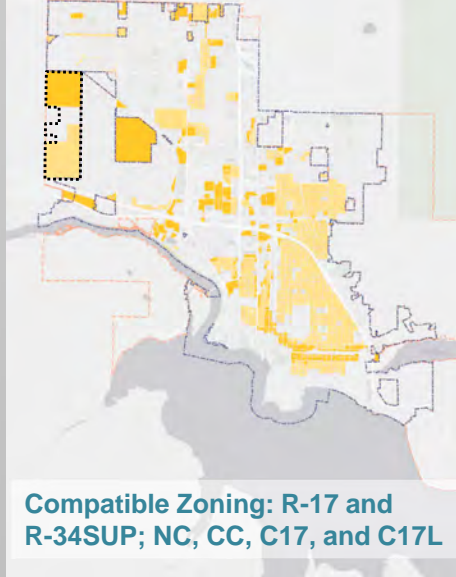 Compatible Zoning: R-17 and
R-34SUP; NC, CC, C17, and C17L